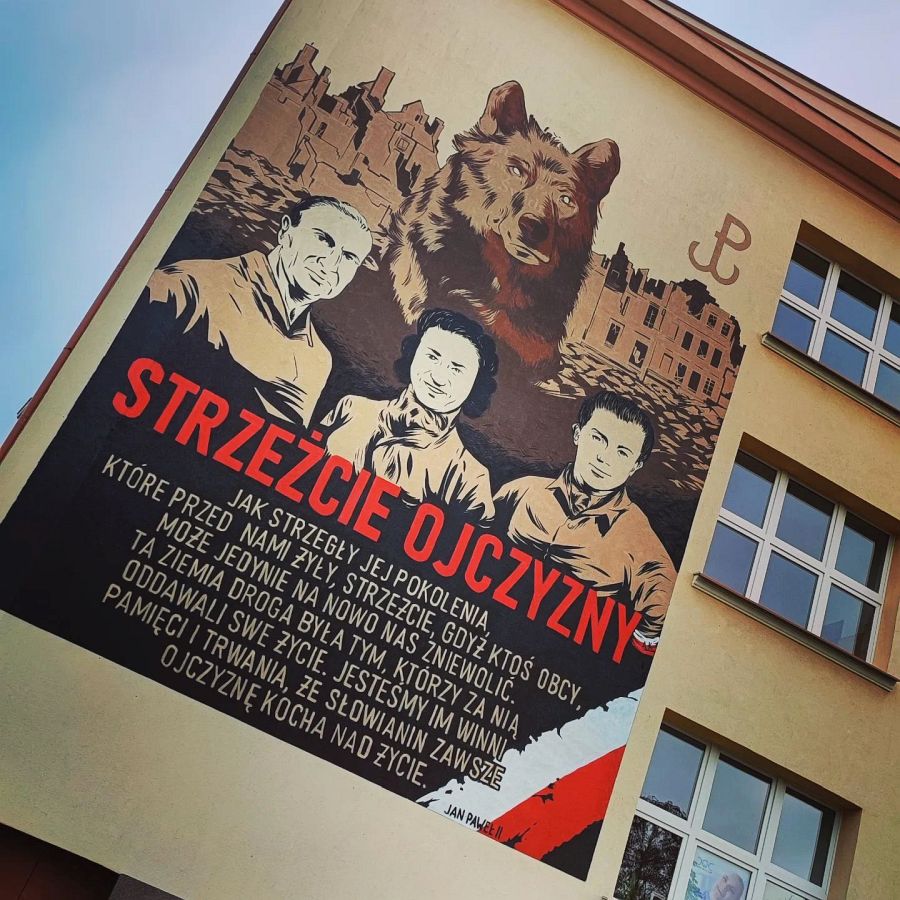 STRZEŻCIE OJCZYZNY
JAK STRZEGŁY JEJ POKOLENIA,
KTÓRE PRZED NAMI ŻYŁY, STRZEŻCIE, GDYŻ KTOŚ OBCY,
MOŻE JEDYNIE NA NOWO NAS ZNIEWOLIĆ.
TA ZIEMIA DROGA BYŁA TYM, KTÓRZY ZA NIĄ
ODDAWALI SWE ŻYCIE. JESTEŚMY IM WINNI
PAMIĘCI I TRWANIA, ŻE SŁOWIANIN ZAWSZE
OJCZYZNĘ KOCHA NAD ŻYCIE.
JAN PAWEŁ II